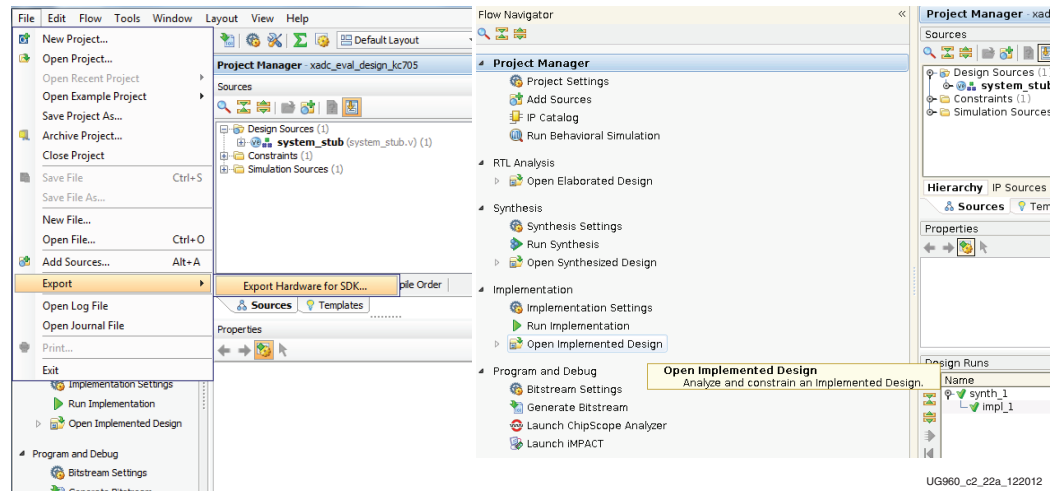 File Edit Flow Tools Window Layout View Help
New Project...
Open Project...
Open Recent Project
Open Example Project
Save Project As...
Archive Project...
Close Project
Save File Ctrl+S
Save File As...
New File...
Open File... Ctrl+O
Add Sources... Alt+A
Export
Export Hardware for SDK...
Open Log File
Open Journal File
Print...
Exit
Implementation Settings
Run Implementation
Open Implemented Design
Program and Debug
Bitstream Settings
Default Layout
Project Manager - xadc_eval_design_kc705
Sources
Design Sources (1)
system_stub (system_stub.v) (1)
Constraints (1)
Simulation Sources (1)
Order
Sources Templates
Properties
Flow Navigator
Project Manager
Project Settings
Add Sources
IP Catalog
Run Behavioral Simulation
RTL Analysis
Open Elaborated Design
Synthesis
Synthesis Settings
Run Synthesis
Open Synthesized Design
Implementation
Implementation Settings
Run Implementation
Open Implemented Design
Program and Debug
Bitstream Settings
Generate Bitstream
Launch ChipScope Analyzer
Launch iMPACT
Open Implemented Design
Analyze and constrain an Implemented Design.
Project Manager - xad
Sources
Design Sources (1
system_stub
Constraints (1)
Simulation Sources
Hierarchy IP Sources
Sources Tem
Properties
Design Runs
Name
synth_1
impl_1
UG960_c2_22a_122012